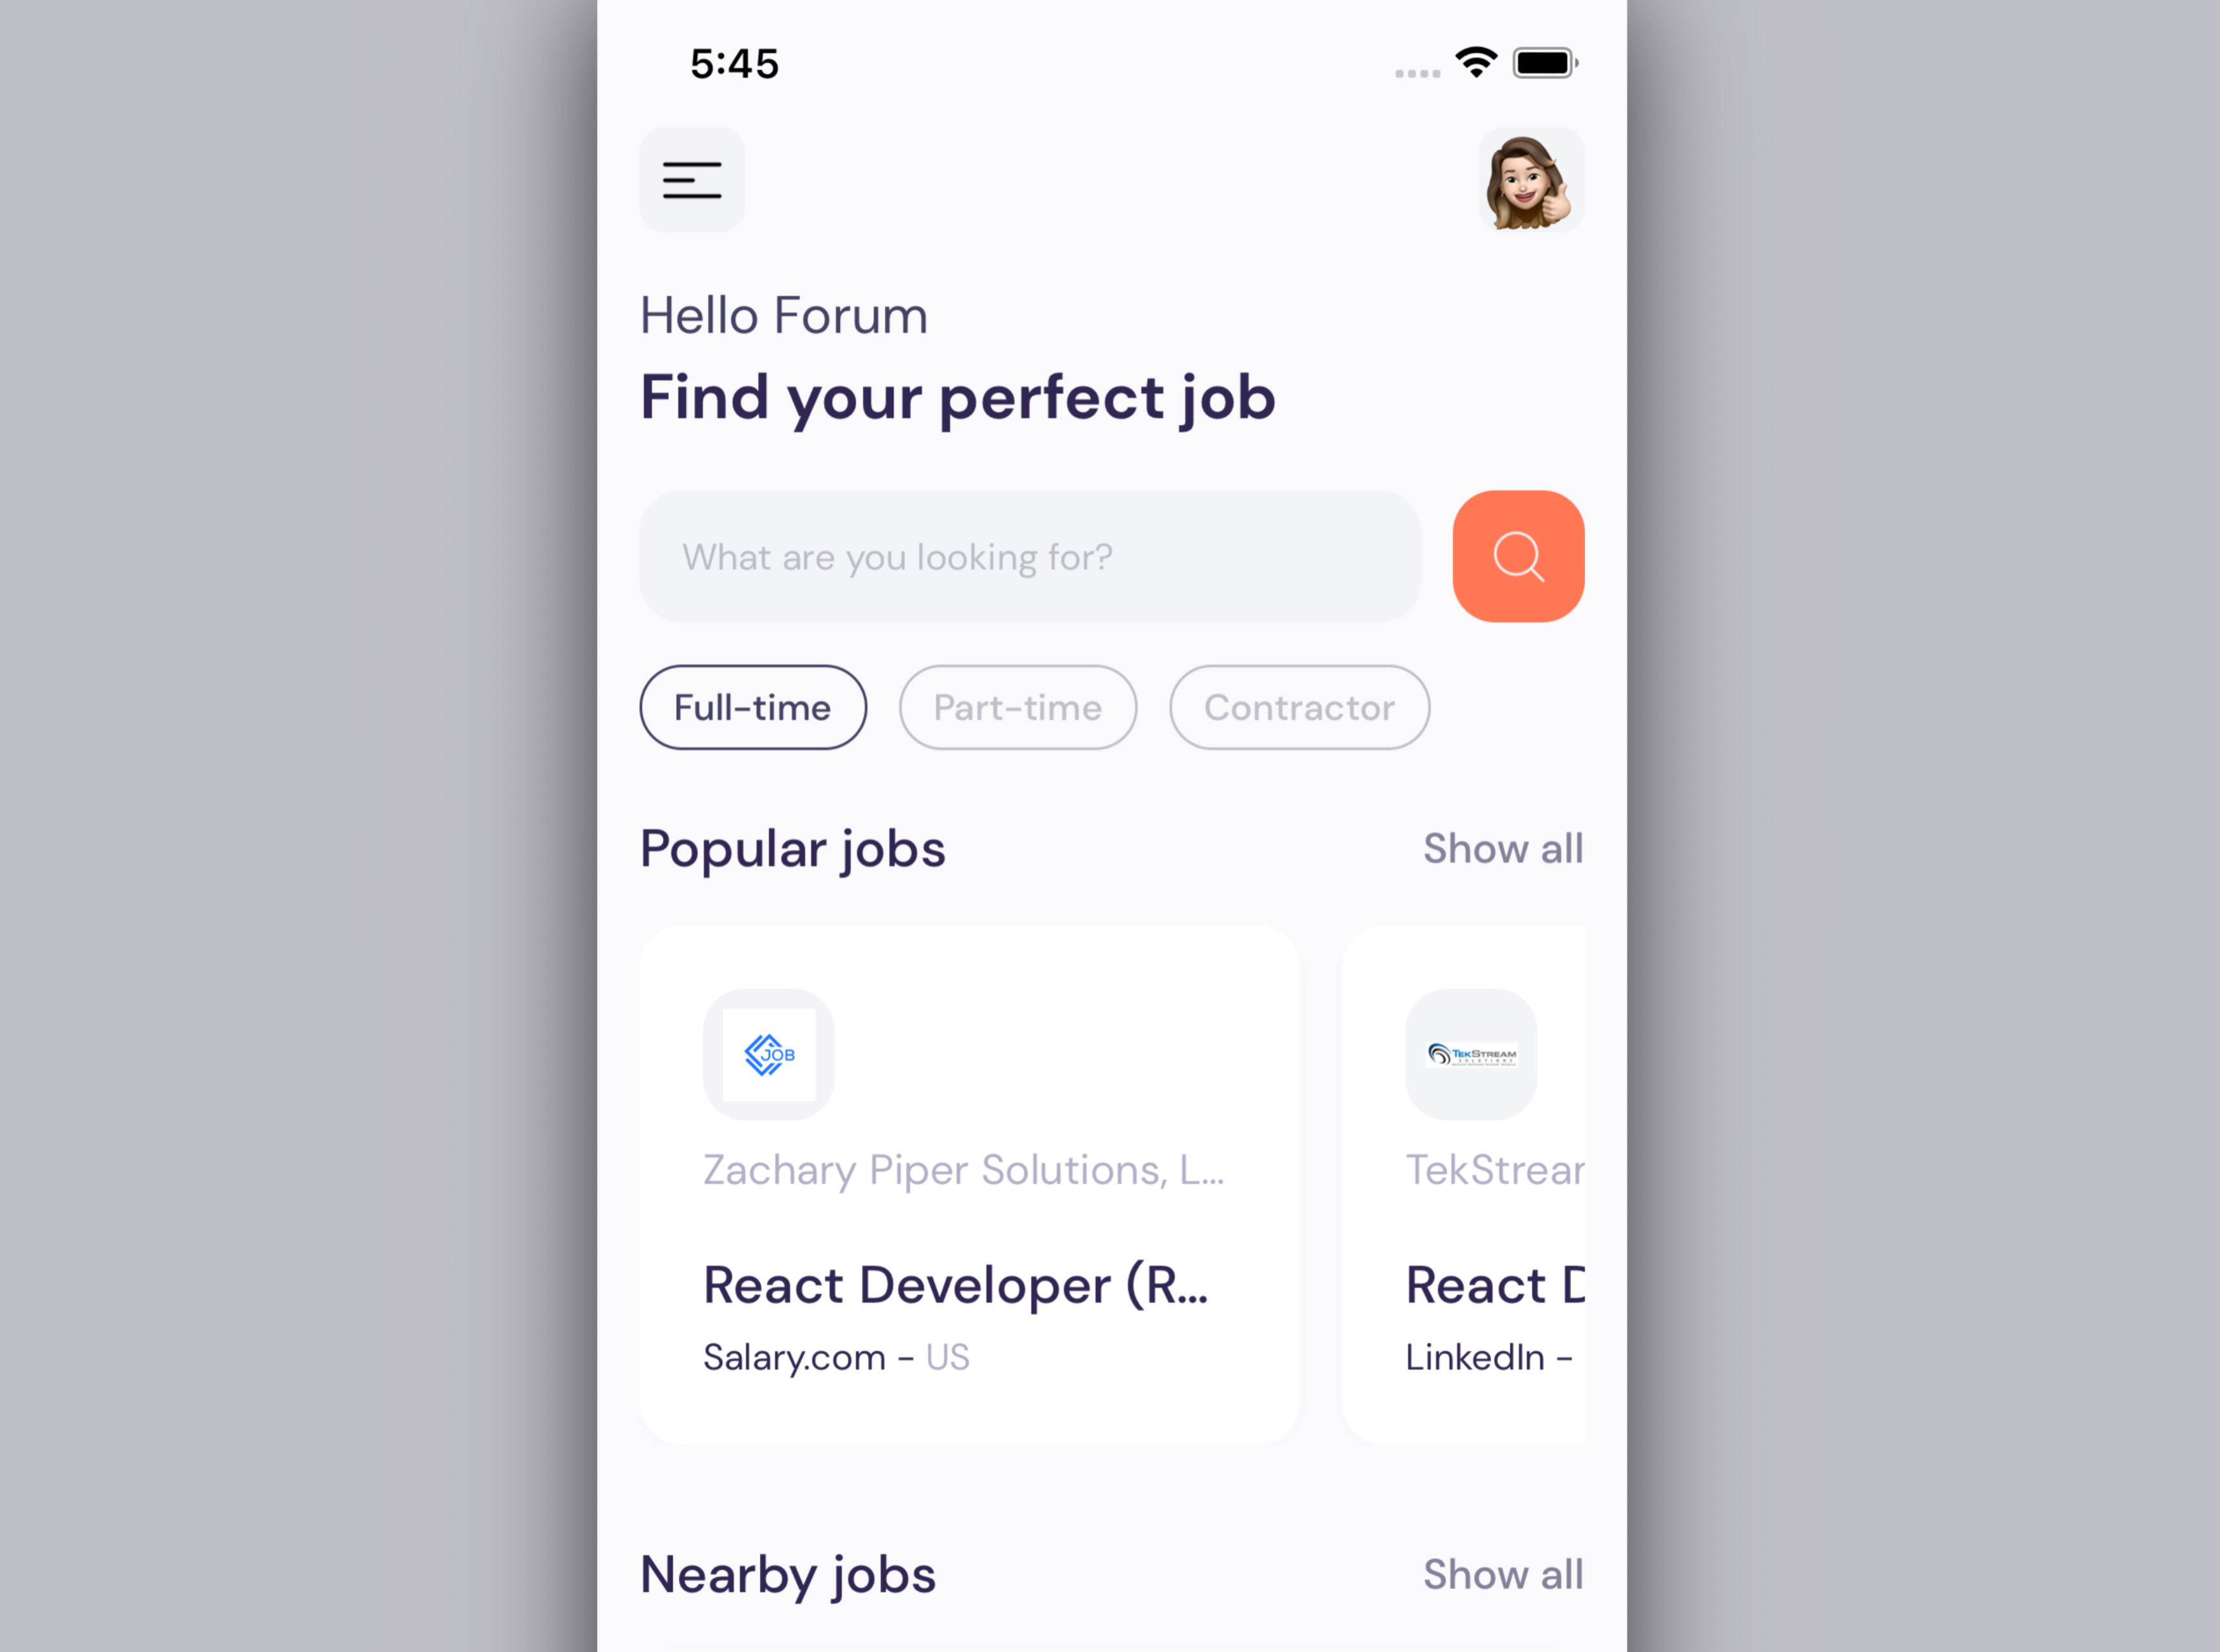 5:45
Hello Forum
Find your perfect job
What are you looking for?
Full-time Part-time Contractor
Popular jobs Show all
JOB
TEKSTREAM
SOLUTIONS
Zachary Piper Solutions, L... TekStrea
React Developer (R... React D
Salary.com - US LinkedIn -
Nearby jobs Show all